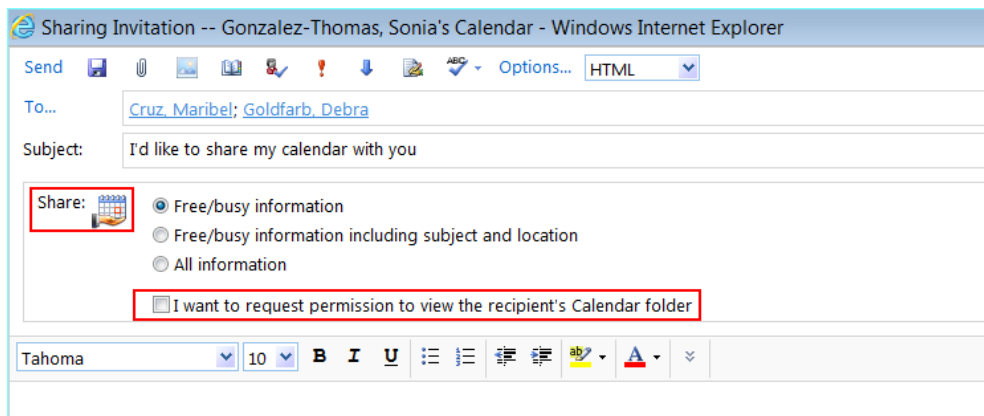 Sharing Invitation -- Gonzalez-Thomas, Sonia's Calendar - Windows Internet Explorer
Send ABC Options... HTML
To... Cruz, Maribel; Goldfarb, Debra
Subject: I'd like to share my calendar with you
Share: Free/busy information
Free/busy information including subject and location
All information
I want to request permission to view the recipient's Calendar folder
Tahoma 10 B I U ab A